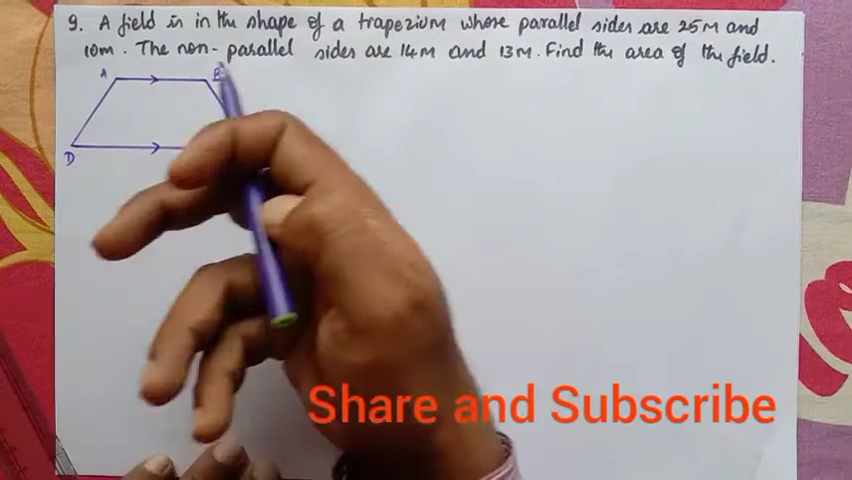 9. A field is in the shape of a trapezium whose parallel sides are 25m and
10m. The non-parallel sides are 14m and 13m. Find the area of the field.
A B
D
Share and Subscribe